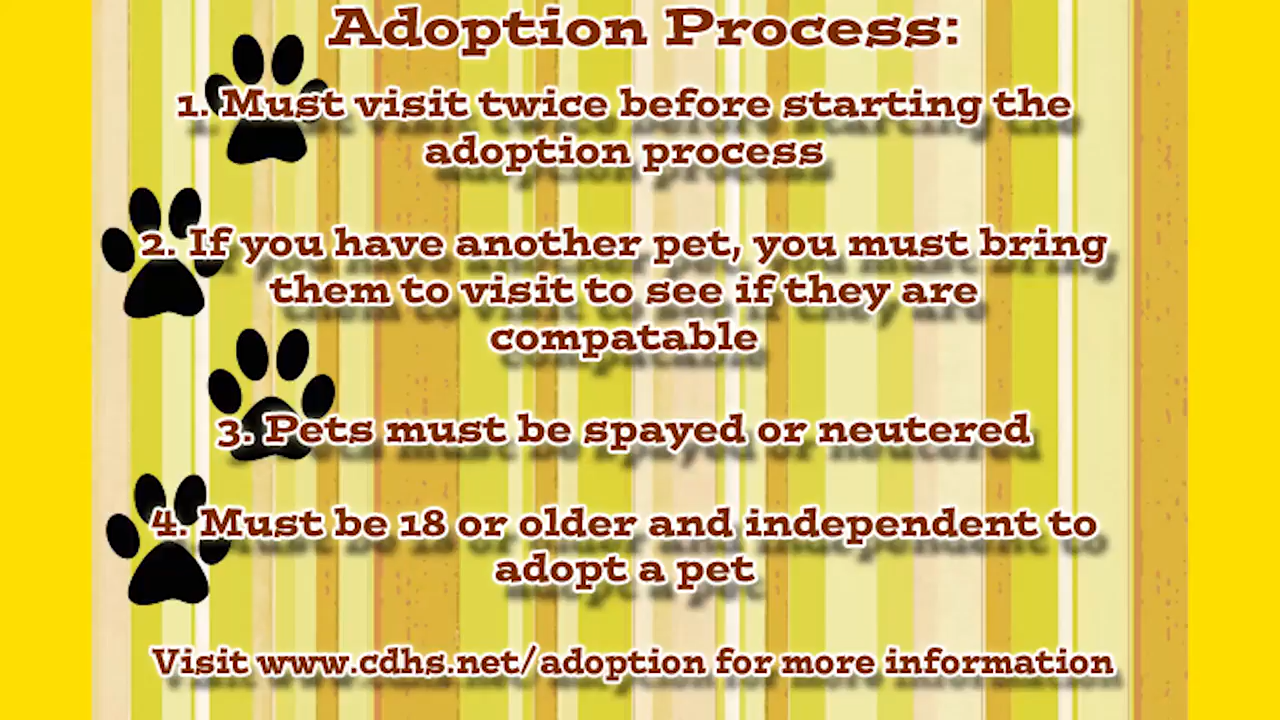 Adoption Process:
1. Must visit twice before starting the
adoption process
2. If you have another pet, you must bring
them to visit to see if they are
compatable
3. Pets must be spayed or neutered
4. Must be 18 or older and independent to
adopt a pet
Visit www.cdhs.net/adoption for more information